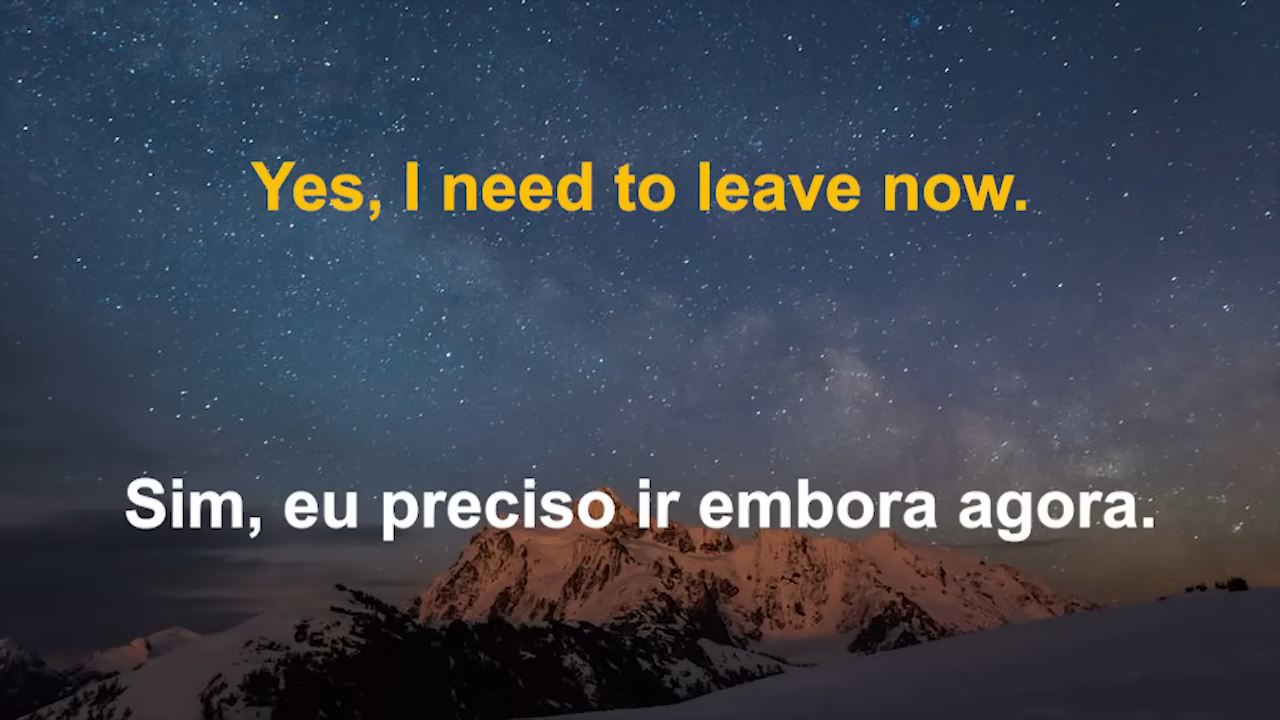 Yes, I need to leave now.
Sim, eu preciso ir embora agora.